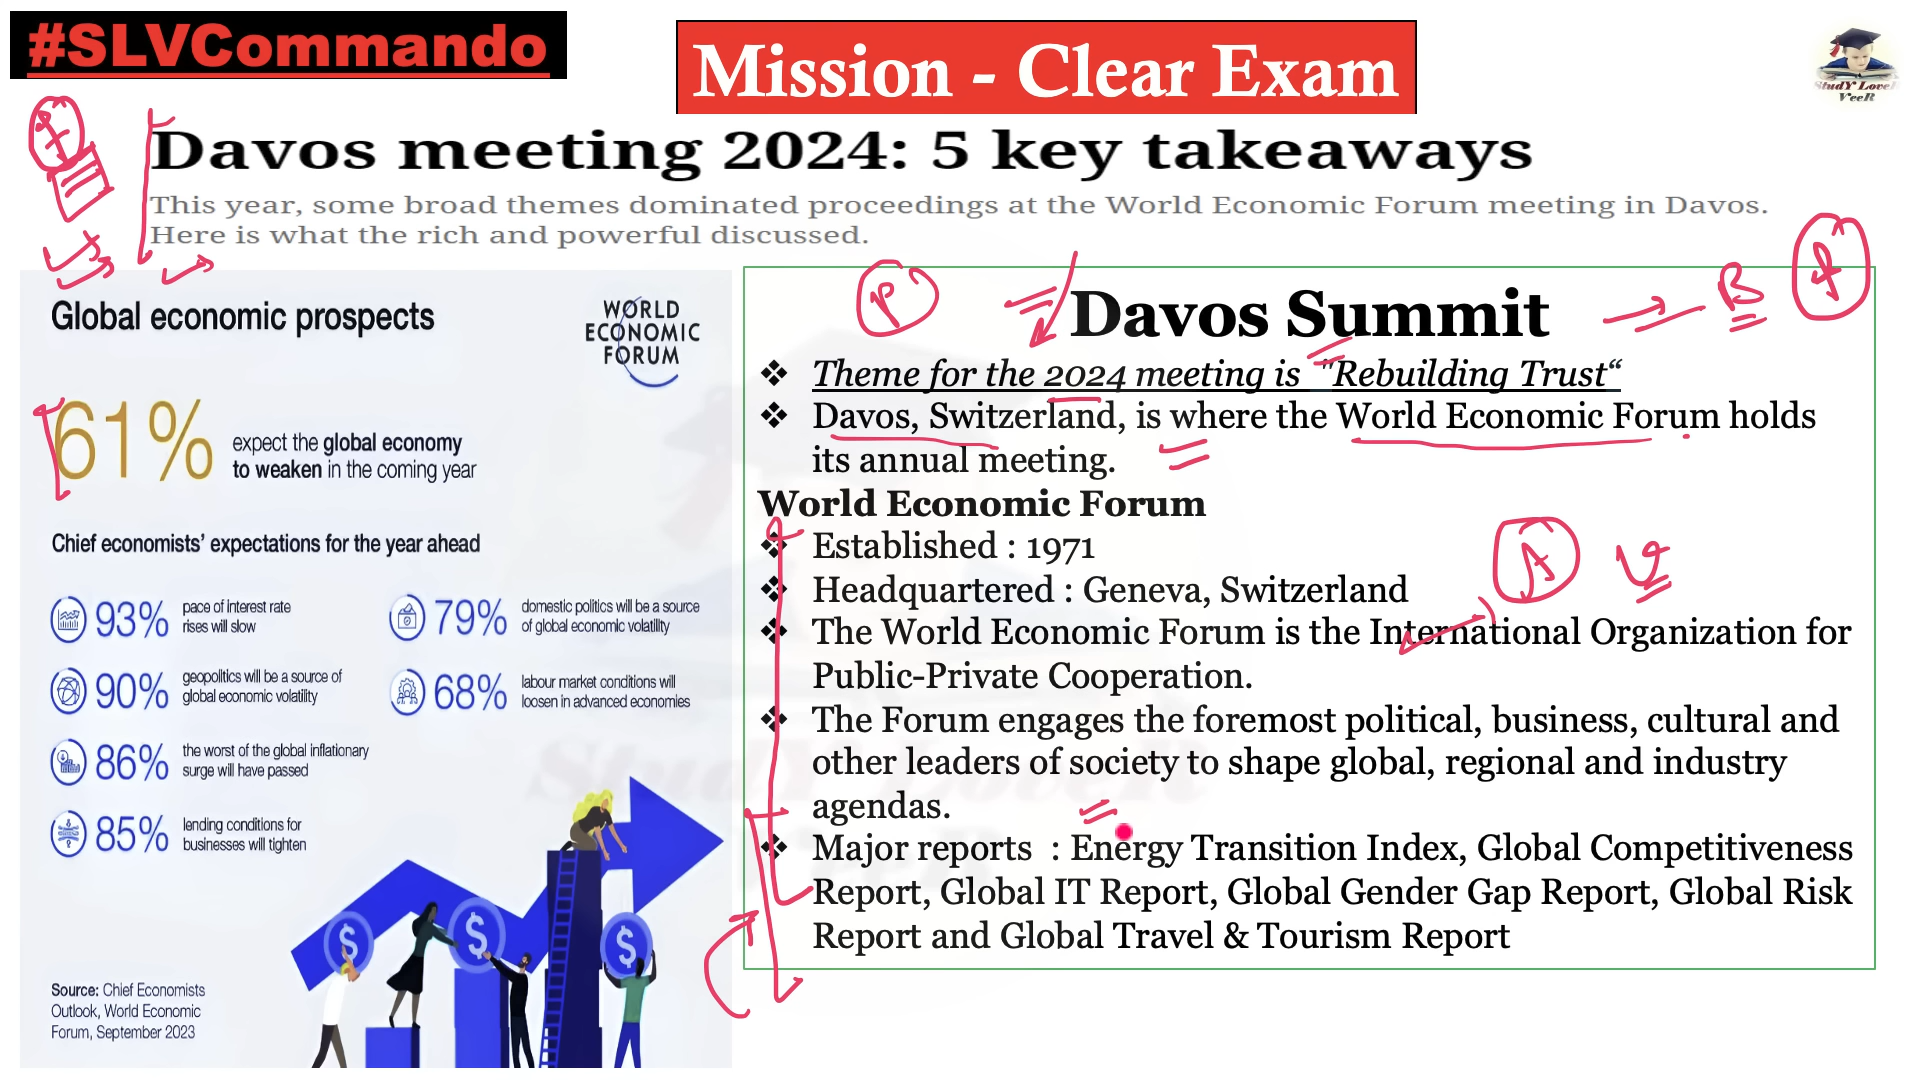 #SLVCommando
Mission - Clear Exam
StudY LoveR
VeeR
Davos meeting 2024: 5 key takeaways
This year, some broad themes dominated proceedings at the World Economic Forum meeting in Davos.
Here is what the rich and powerful discussed.
Global economic prospects
WORLD
ECONOMIC
FORUM
61%
expect the global economy
to weaken in the coming year
Chief economists' expectations for the year ahead
93%
pace of interest rate
rises will slow
79%
domestic politics will be a source
of global economic volatility
90%
geopolitics will be a source of
global economic volatility
68%
labour market conditions will
loosen in advanced economies
86%
the worst of the global inflationary
surge will have passed
85%
lending conditions for
businesses will tighten
$ $ $
Source: Chief Economists
Outlook, World Economic
Forum, September 2023
Davos Summit
❖ Theme for the 2024 meeting is "Rebuilding Trust“
❖ Davos, Switzerland, is where the World Economic Forum holds
its annual meeting.
World Economic Forum
❖ Established : 1971
❖ Headquartered : Geneva, Switzerland
❖ The World Economic Forum is the International Organization for
Public-Private Cooperation.
❖ The Forum engages the foremost political, business, cultural and
other leaders of society to shape global, regional and industry
agendas.
❖ Major reports : Energy Transition Index, Global Competitiveness
Report, Global IT Report, Global Gender Gap Report, Global Risk
Report and Global Travel & Tourism Report
StudY LoveR
VeeR